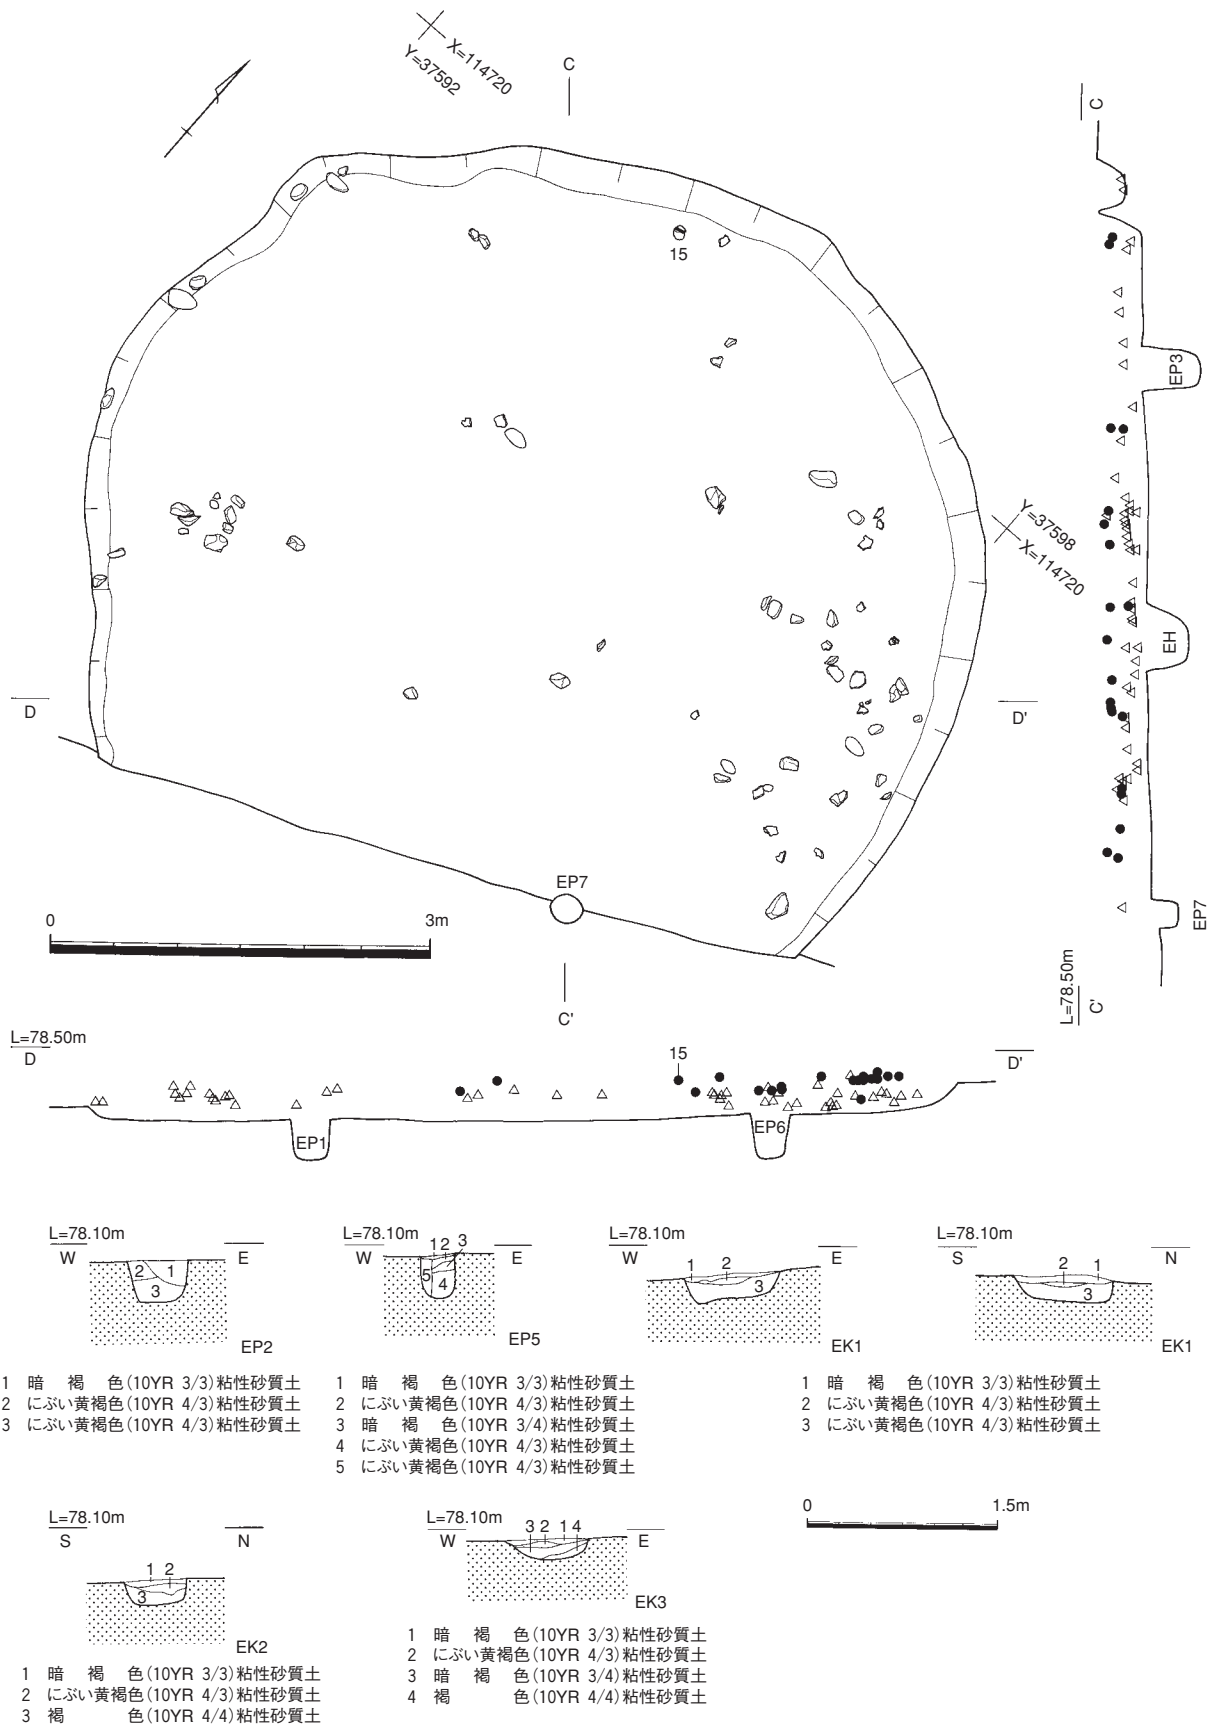 X=114720
Y=37592
C
C
15
EP3
Y=37598
X=114720
EH
D
D'
EP7
EP7
0 3m
C'
L=78.50m
C'
L=78.50m
D
15
D'
EP1
EP6
L=78.10m
W E
2 1
3
EP2
1 暗 褐 色(10YR 3/3)粘性砂質土
2 にぶい黄褐色(10YR 4/3)粘性砂質土
3 にぶい黄褐色(10YR 4/3)粘性砂質土
L=78.10m
W E
1 2 3
5 4
EP5
1 暗 褐 色(10YR 3/3)粘性砂質土
2 にぶい黄褐色(10YR 4/3)粘性砂質土
3 暗 褐 色(10YR 3/4)粘性砂質土
4 にぶい黄褐色(10YR 4/3)粘性砂質土
5 にぶい黄褐色(10YR 4/3)粘性砂質土
L=78.10m
W E
1 2
3
EK1
L=78.10m
S N
2 1
3
EK1
1 暗 褐 色(10YR 3/3)粘性砂質土
2 にぶい黄褐色(10YR 4/3)粘性砂質土
3 にぶい黄褐色(10YR 4/3)粘性砂質土
L=78.10m
S N
1 2
3
EK2
1 暗 褐 色(10YR 3/3)粘性砂質土
2 にぶい黄褐色(10YR 4/3)粘性砂質土
3 褐 色(10YR 4/4)粘性砂質土
L=78.10m
W E
3 2 1 4
EK3
1 暗 褐 色(10YR 3/3)粘性砂質土
2 にぶい黄褐色(10YR 4/3)粘性砂質土
3 暗 褐 色(10YR 3/4)粘性砂質土
4 褐 色(10YR 4/4)粘性砂質土
0 1.5m